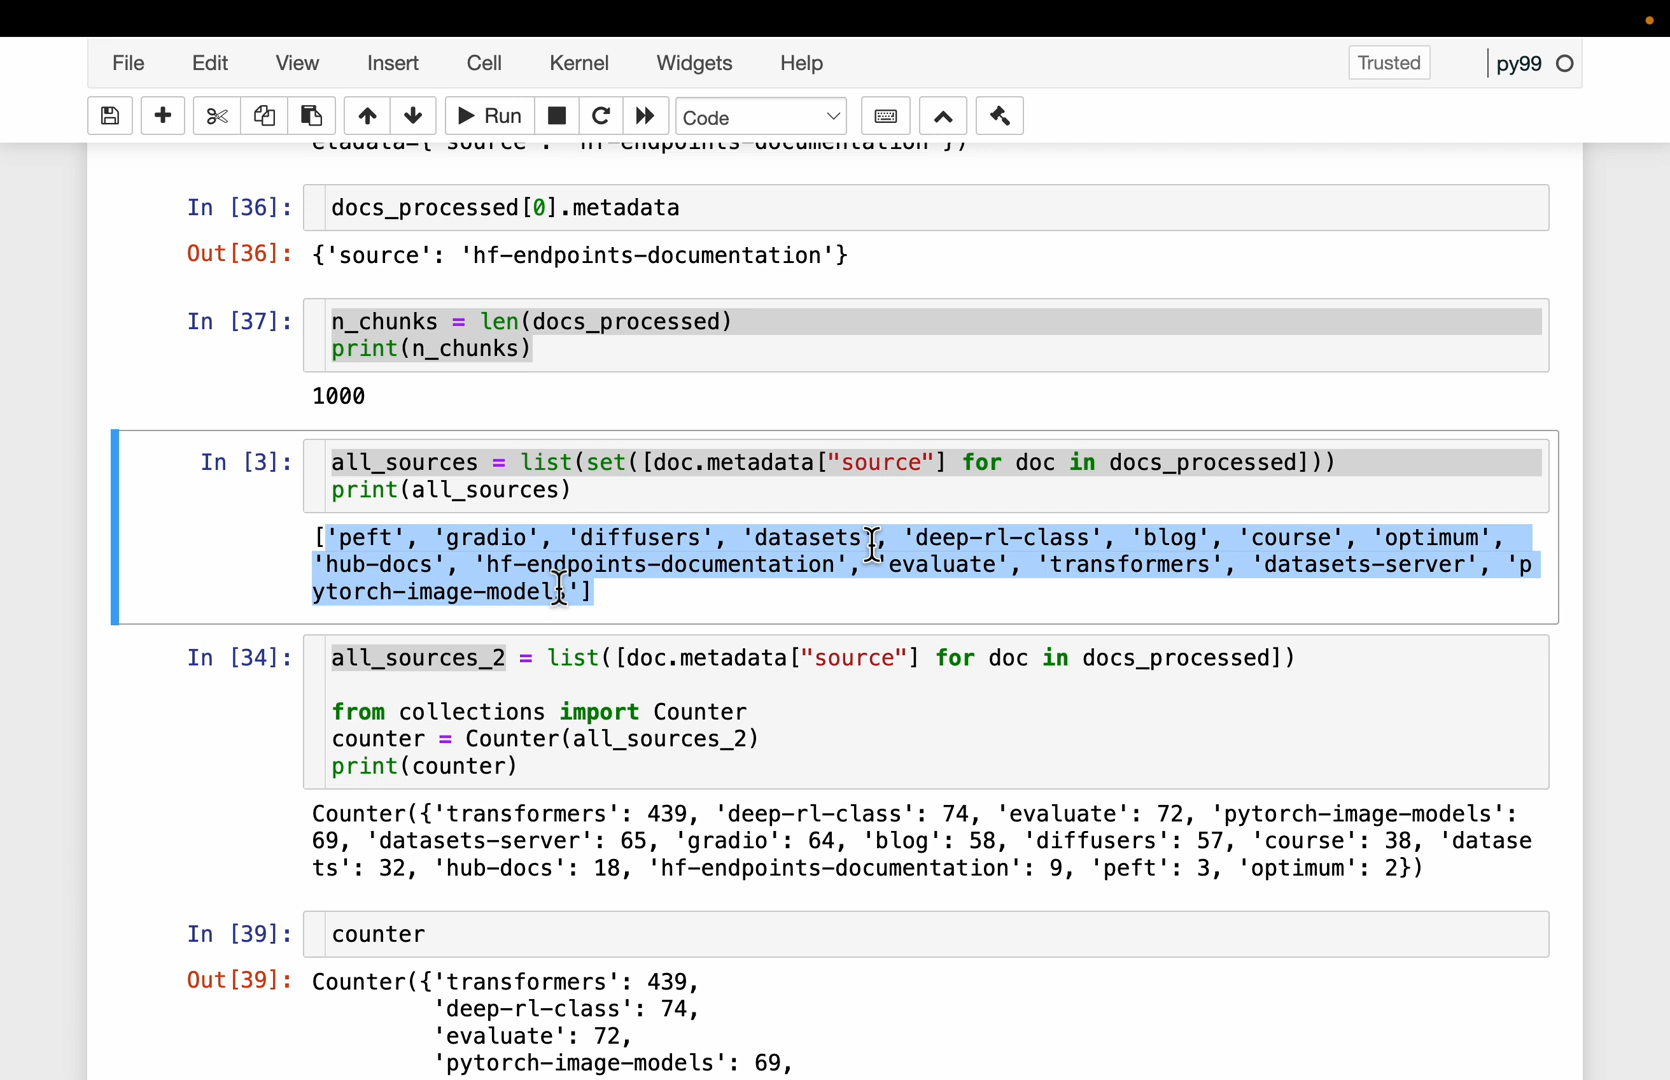 File Edit View Insert Cell Kernel Widgets Help Trusted py99
Run Code
etadata={'source': 'hf-endpoints-documentation'})
In [36]: docs_processed[0].metadata
Out[36]: {'source': 'hf-endpoints-documentation'}
In [37]: n_chunks = len(docs_processed)
print(n_chunks)
1000
In [3]: all_sources = list(set([doc.metadata["source"] for doc in docs_processed]))
print(all_sources)
['peft', 'gradio', 'diffusers', 'datasets', 'deep-rl-class', 'blog', 'course', 'optimum',
'hub-docs', 'hf-endpoints-documentation', 'evaluate', 'transformers', 'datasets-server', 'p
ytorch-image-models']
In [34]: all_sources_2 = list([doc.metadata["source"] for doc in docs_processed])
from collections import Counter
counter = Counter(all_sources_2)
print(counter)
Counter({'transformers': 439, 'deep-rl-class': 74, 'evaluate': 72, 'pytorch-image-models':
69, 'datasets-server': 65, 'gradio': 64, 'blog': 58, 'diffusers': 57, 'course': 38, 'datase
ts': 32, 'hub-docs': 18, 'hf-endpoints-documentation': 9, 'peft': 3, 'optimum': 2})
In [39]: counter
Out[39]: Counter({'transformers': 439,
'deep-rl-class': 74,
'evaluate': 72,
'pytorch-image-models': 69,